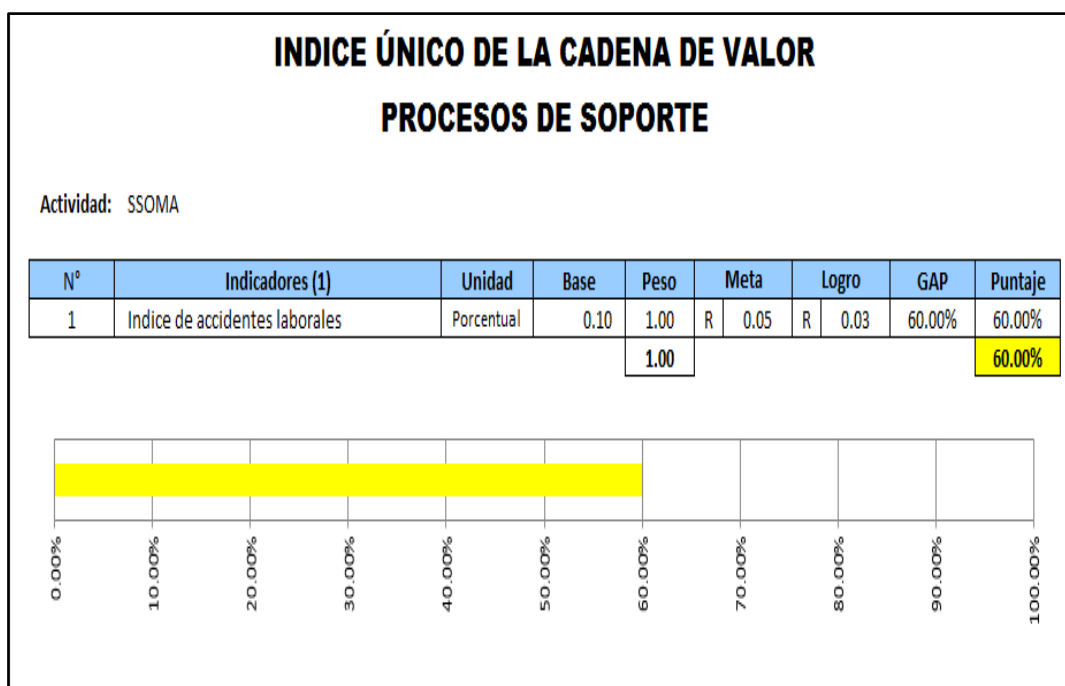 INDICE ÚNICO DE LA CADENA DE VALOR
PROCESOS DE SOPORTE
Actividad: SSOMA
N° Indicadores (1) Unidad Base Peso Meta Logro GAP Puntaje
1 Indice de accidentes laborales Porcentual 0.10 1.00 R 0.05 R 0.03 60.00% 60.00%
1.00 60.00%
0.00% 10.00% 20.00% 30.00% 40.00% 50.00% 60.00% 70.00% 80.00% 90.00% 100.00%